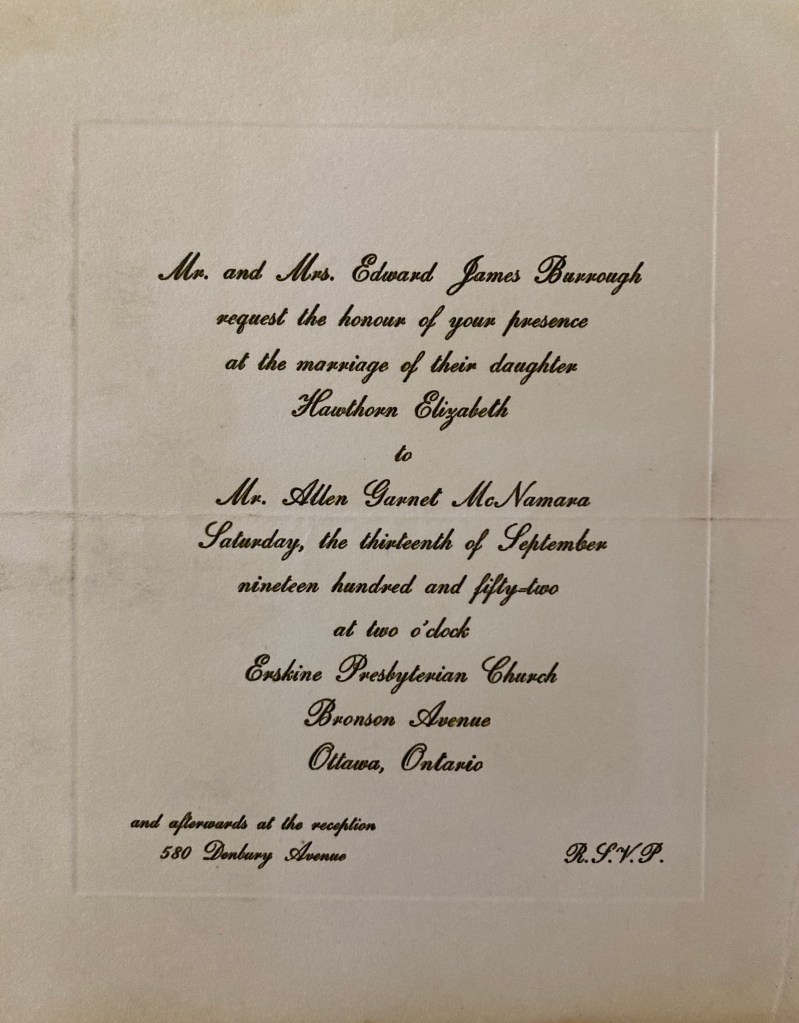 Mr. and Mrs. Edward James Burrough
request the honour of your presence
at the marriage of their daughter
Hawthorn Elizabeth
to
Mr. Allen Garnet McNamara
Saturday, the thirteenth of September
nineteen hundred and fifty-two
at two o'clock
Erskine Presbyterian Church
Bronson Avenue
Ottawa, Ontario
and afterwards at the reception
580 Denbury Avenue
R.S.V.P.